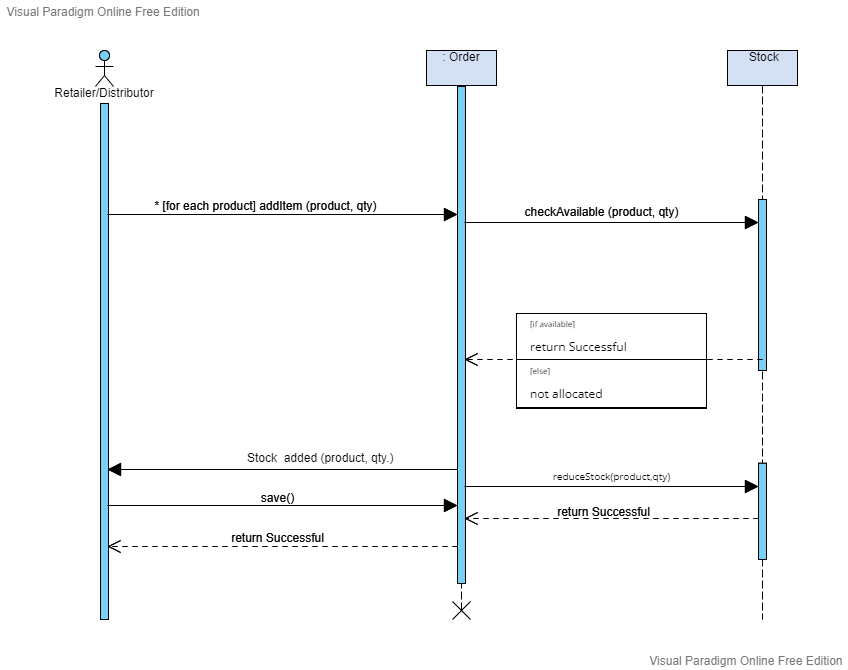 Visual Paradigm Online Free Edition
: Order
Stock
Retailer/Distributor
* [for each product] addItem (product, qty)
checkAvailable (product, qty)
[if available]
return Successful
[else]
not allocated
Stock  added (product, qty.)
reduceStock(product,qty)
save()
return Successful
return Successful
Visual Paradigm Online Free Edition